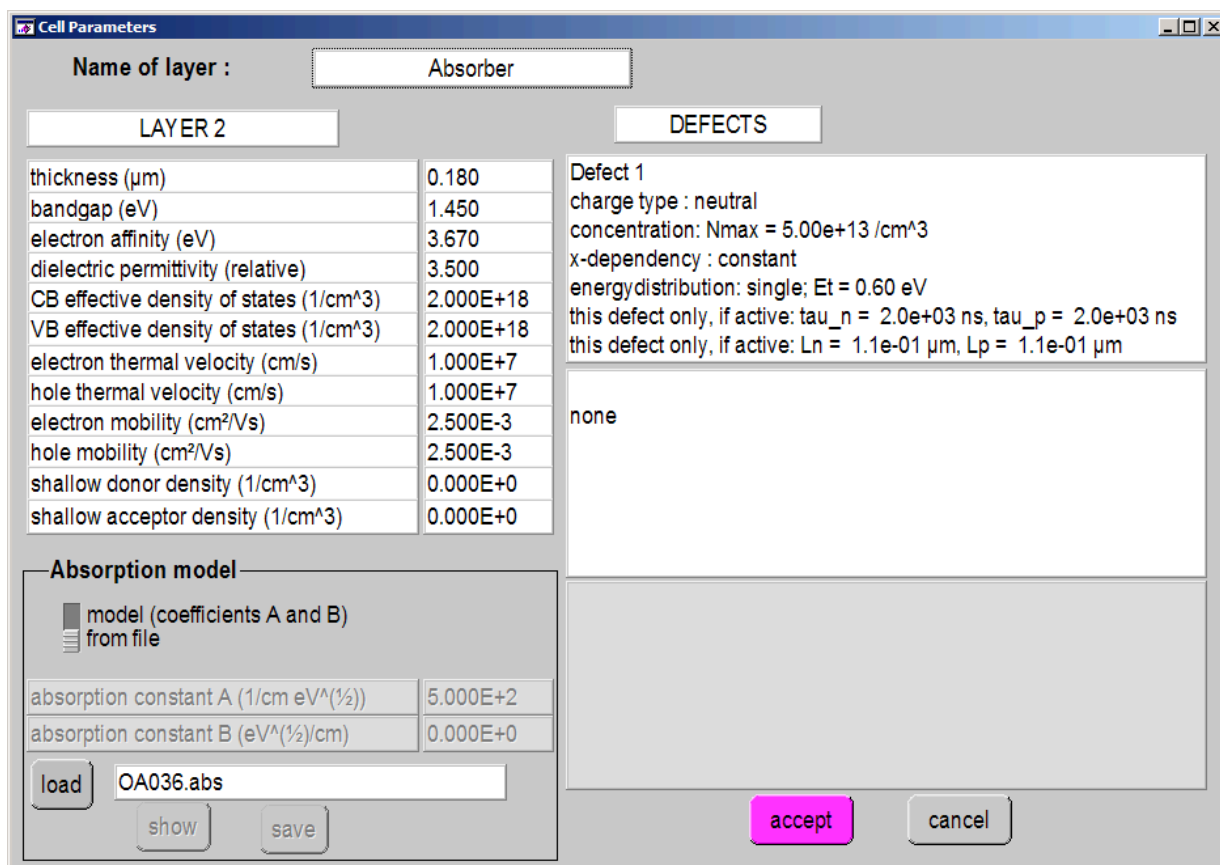 Cell Parameters
Name of layer : Absorber
LAYER 2
thickness (µm) 0.180
bandgap (eV) 1.450
electron affinity (eV) 3.670
dielectric permittivity (relative) 3.500
CB effective density of states (1/cm^3) 2.000E+18
VB effective density of states (1/cm^3) 2.000E+18
electron thermal velocity (cm/s) 1.000E+7
hole thermal velocity (cm/s) 1.000E+7
electron mobility (cm²/Vs) 2.500E-3
hole mobility (cm²/Vs) 2.500E-3
shallow donor density (1/cm^3) 0.000E+0
shallow acceptor density (1/cm^3) 0.000E+0
Absorption model
model (coefficients A and B)
from file
absorption constant A (1/cm eV^(½)) 5.000E+2
absorption constant B (eV^(½)/cm) 0.000E+0
load OA036.abs
show save
DEFECTS
Defect 1
charge type : neutral
concentration: Nmax = 5.00e+13 /cm^3
x-dependency : constant
energydistribution: single; Et = 0.60 eV
this defect only, if active: tau_n = 2.0e+03 ns, tau_p = 2.0e+03 ns
this defect only, if active: Ln = 1.1e-01 µm, Lp = 1.1e-01 µm
none
accept cancel